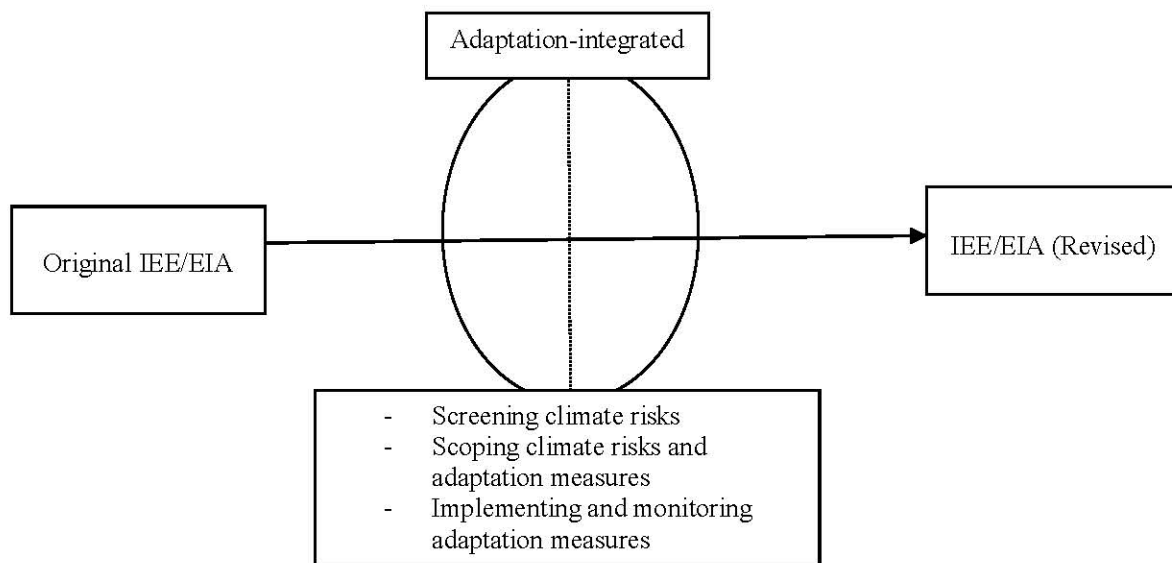 Adaptation-integrated
Original IEE/EIA
IEE/EIA (Revised)
- Screening climate risks
- Scoping climate risks and
adaptation measures
- Implementing and monitoring
adaptation measures